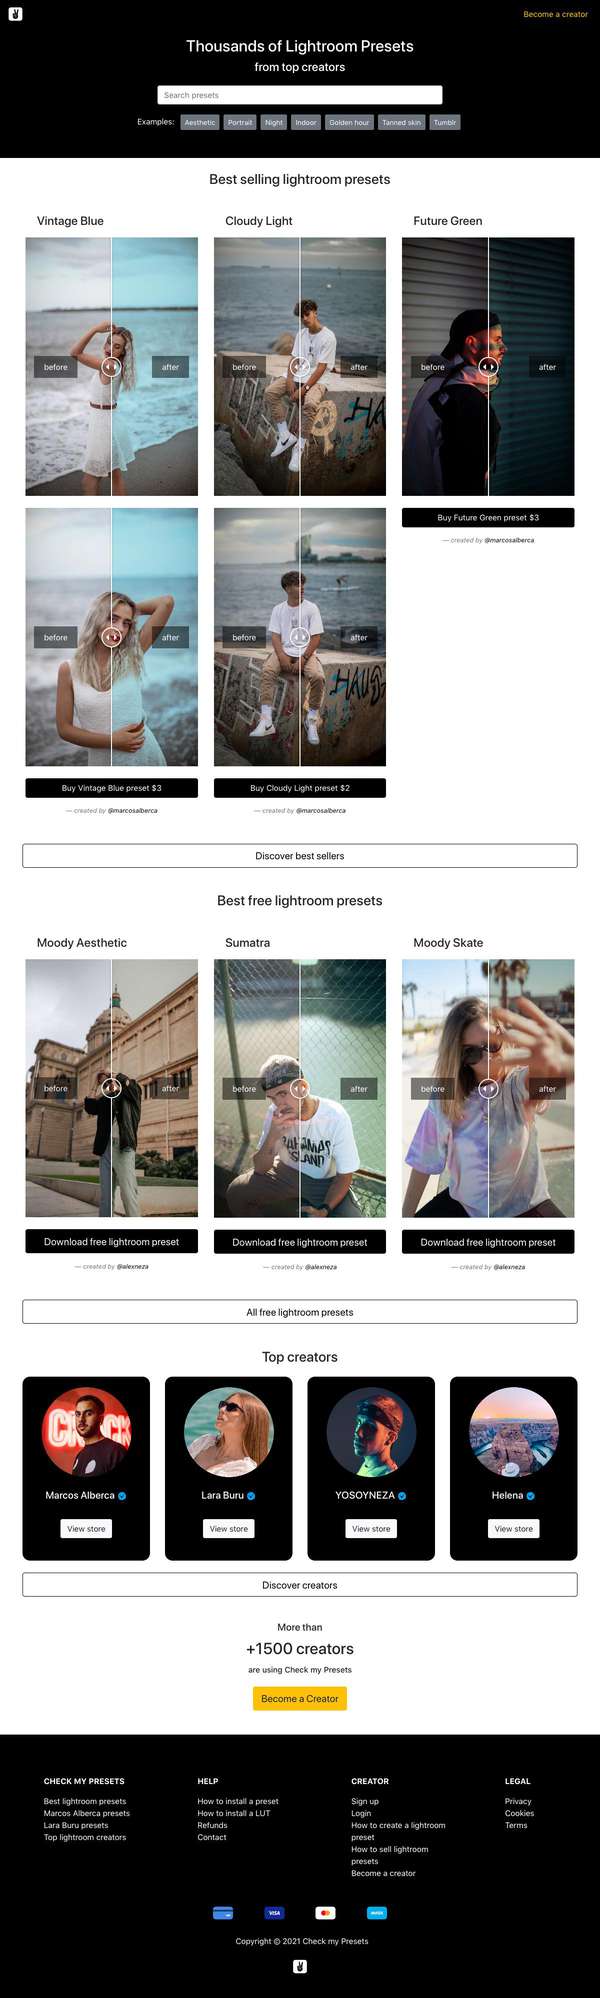 Become a creator
Thousands of Lightroom Presets
from top creators
Search presets
Examples: Aesthetic Portrait Night Indoor Golden hour Tanned skin Tumblr
Best selling lightroom presets
Vintage Blue
before
after
before
after
Buy Vintage Blue preset $3
— created by @marcosalberca
Cloudy Light
before
after
before
after
Buy Cloudy Light preset $2
— created by @marcosalberca
Future Green
before
after
Buy Future Green preset $3
— created by @marcosalberca
Discover best sellers
Best free lightroom presets
Moody Aesthetic
before
after
Download free lightroom preset
— created by @alexneza
Sumatra
before
after
BAHAMAS
ISLAND
Download free lightroom preset
— created by @alexneza
Moody Skate
before
after
Download free lightroom preset
— created by @alexneza
All free lightroom presets
Top creators
Marcos Alberca
View store
Lara Buru
View store
YOSOYNEZA
View store
Helena
View store
Discover creators
More than
+1500 creators
are using Check my Presets
Become a Creator
CHECK MY PRESETS
Best lightroom presets
Marcos Alberca presets
Lara Buru presets
Top lightroom creators
HELP
How to install a preset
How to install a LUT
Refunds
Contact
CREATOR
Sign up
Login
How to create a lightroom
preset
How to sell lightroom
presets
Become a creator
LEGAL
Privacy
Cookies
Terms
VISA
Copyright © 2021 Check my Presets